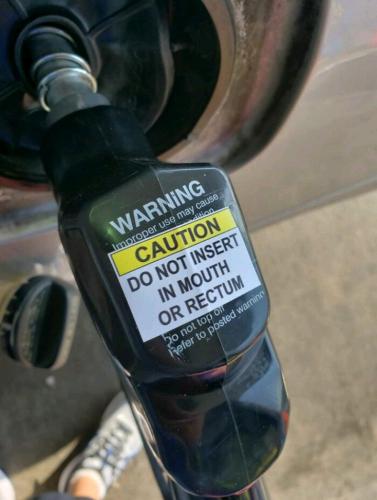 WARNING
Improper use may cause
CAUTION
DO NOT INSERT
IN MOUTH
OR RECTUM
Do not top off
Refer to posted warning